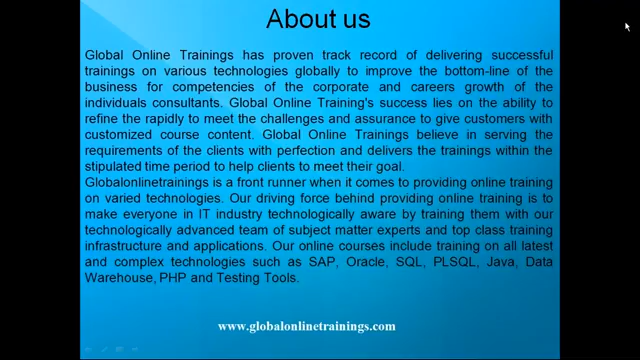 About us
Global Online Trainings has proven track record of delivering successful
trainings on various technologies globally to improve the bottom-line of the
business for competencies of the corporate and careers growth of the
individuals consultants. Global Online Training's success lies on the ability to
refine the rapidly to meet the challenges and assurance to give customers with
customized course content. Global Online Trainings believe in serving the
requirements of the clients with perfection and delivers the trainings within the
stipulated time period to help clients to meet their goal.
Globalonlinetrainings is a front runner when it comes to providing online training
on varied technologies. Our driving force behind providing online training is to
make everyone in IT industry technologically aware by training them with our
technologically advanced team of subject matter experts and top class training
infrastructure and applications. Our online courses include training on all latest
and complex technologies such as SAP, Oracle, SQL, PLSQL, Java, Data
Warehouse, PHP and Testing Tools.
www.globalonlinetrainings.com